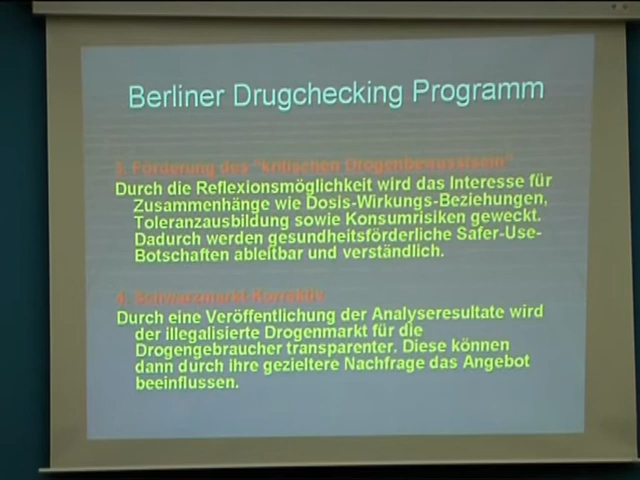 Berliner Drugchecking Programm
3. Förderung des "kritischen Drogenbewusstsein"
Durch die Reflexionsmöglichkeit wird das Interesse für
Zusammenhänge wie Dosis-Wirkungs-Beziehungen,
Toleranzausbildung sowie Konsumrisiken geweckt.
Dadurch werden gesundheitsförderliche Safer-Use-
Botschaften ableitbar und verständlich.
4. Schwarzmarkt-Korrektiv
Durch eine Veröffentlichung der Analyseresultate wird
der illegalisierte Drogenmarkt für die
Drogengebraucher transparenter. Diese können
dann durch ihre gezieltere Nachfrage das Angebot
beeinflussen.